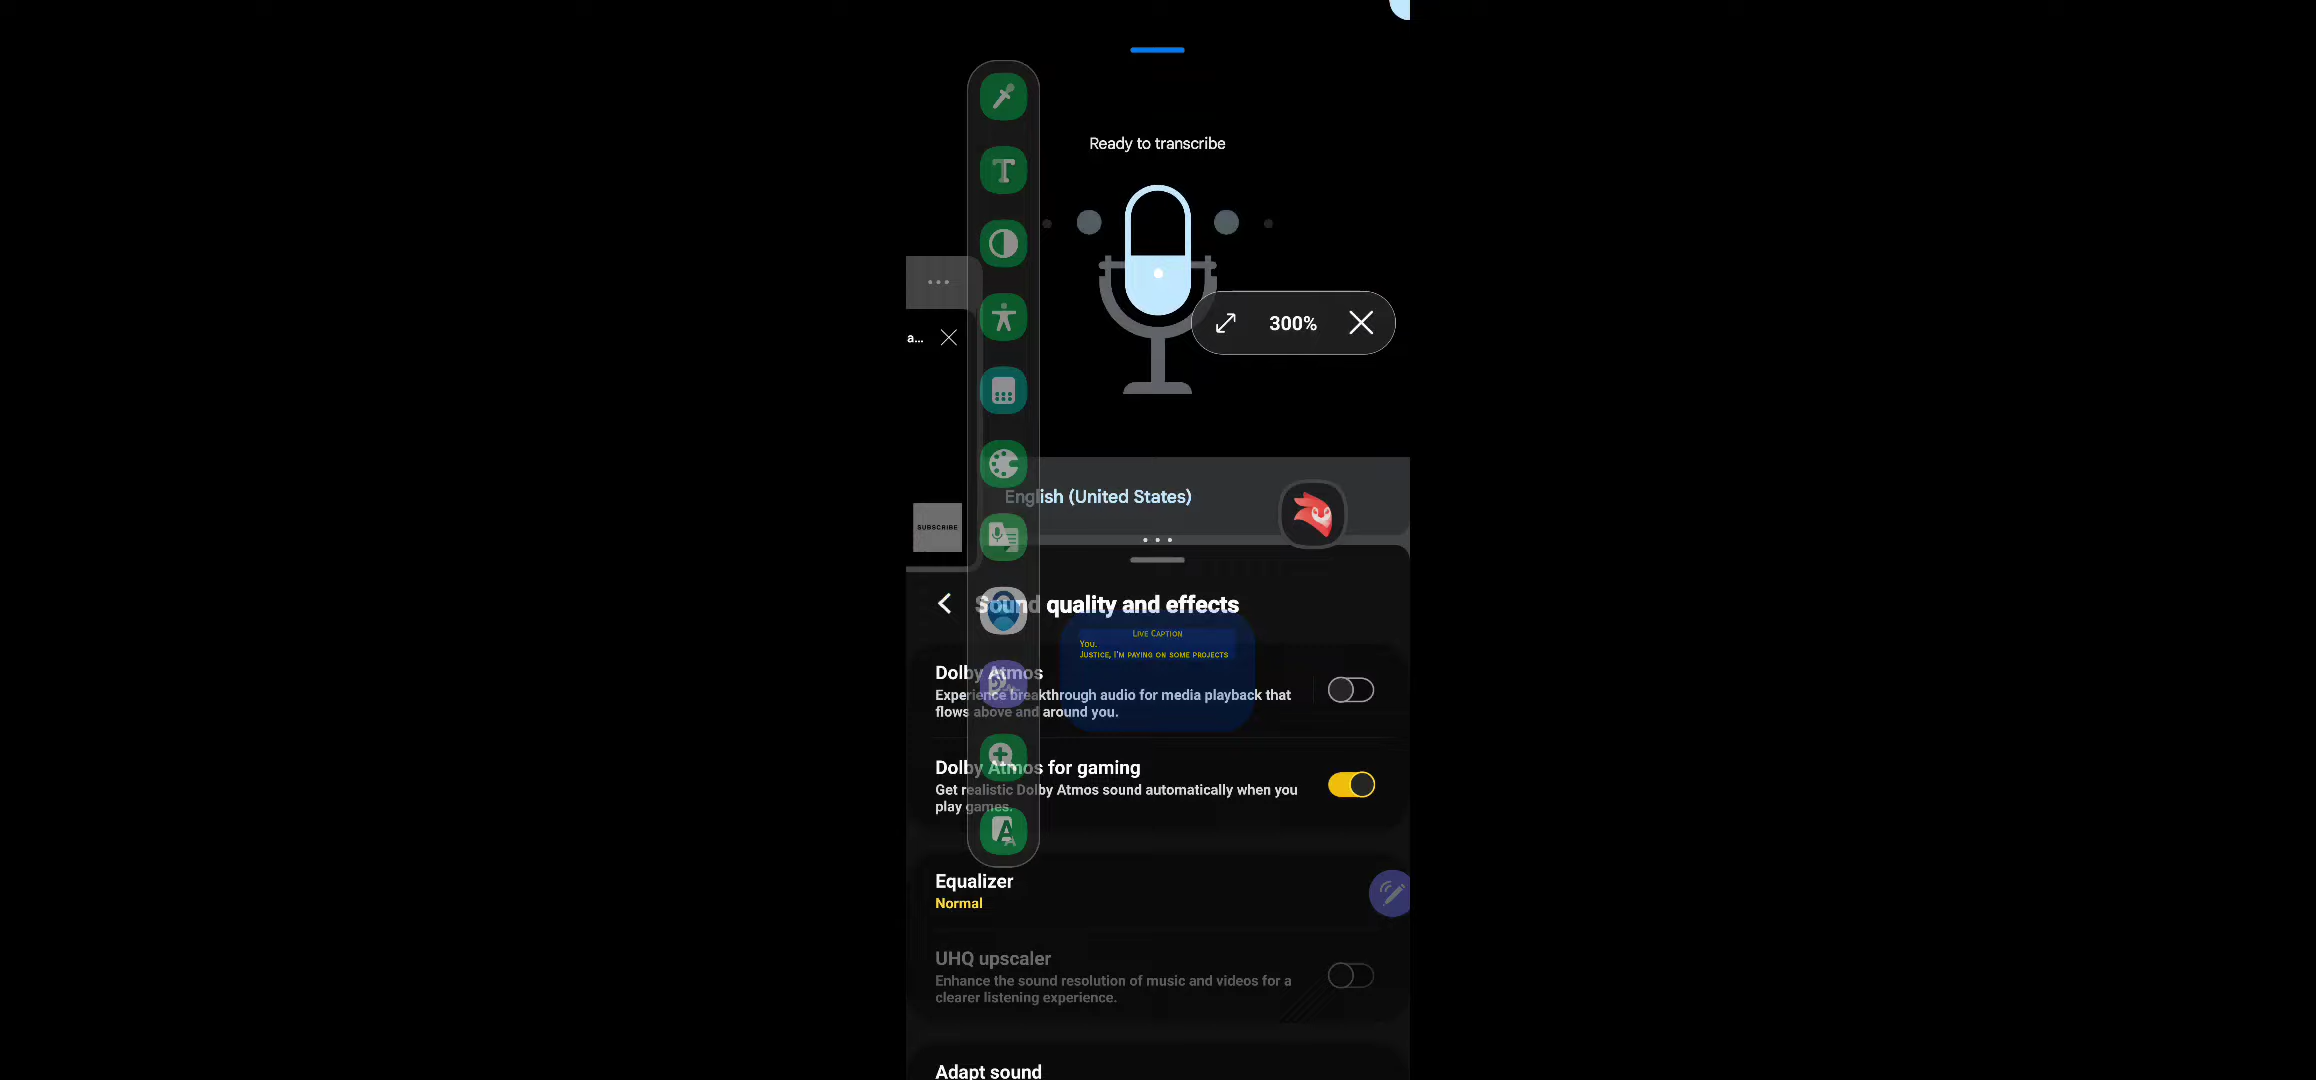 Ready to transcribe
300%
a...
English (United States)
SUBSCRIBE
Sound quality and effects
LIVE CAPTION
YOU.
JUSTICE, I'M PAYING ON SOME PROJECTS
Dolby Atmos
Experience breakthrough audio for media playback that
flows above and around you.
Dolby Atmos for gaming
Get realistic Dolby Atmos sound automatically when you
play games.
Equalizer
Normal
UHQ upscaler
Enhance the sound resolution of music and videos for a
clearer listening experience.
Adapt sound